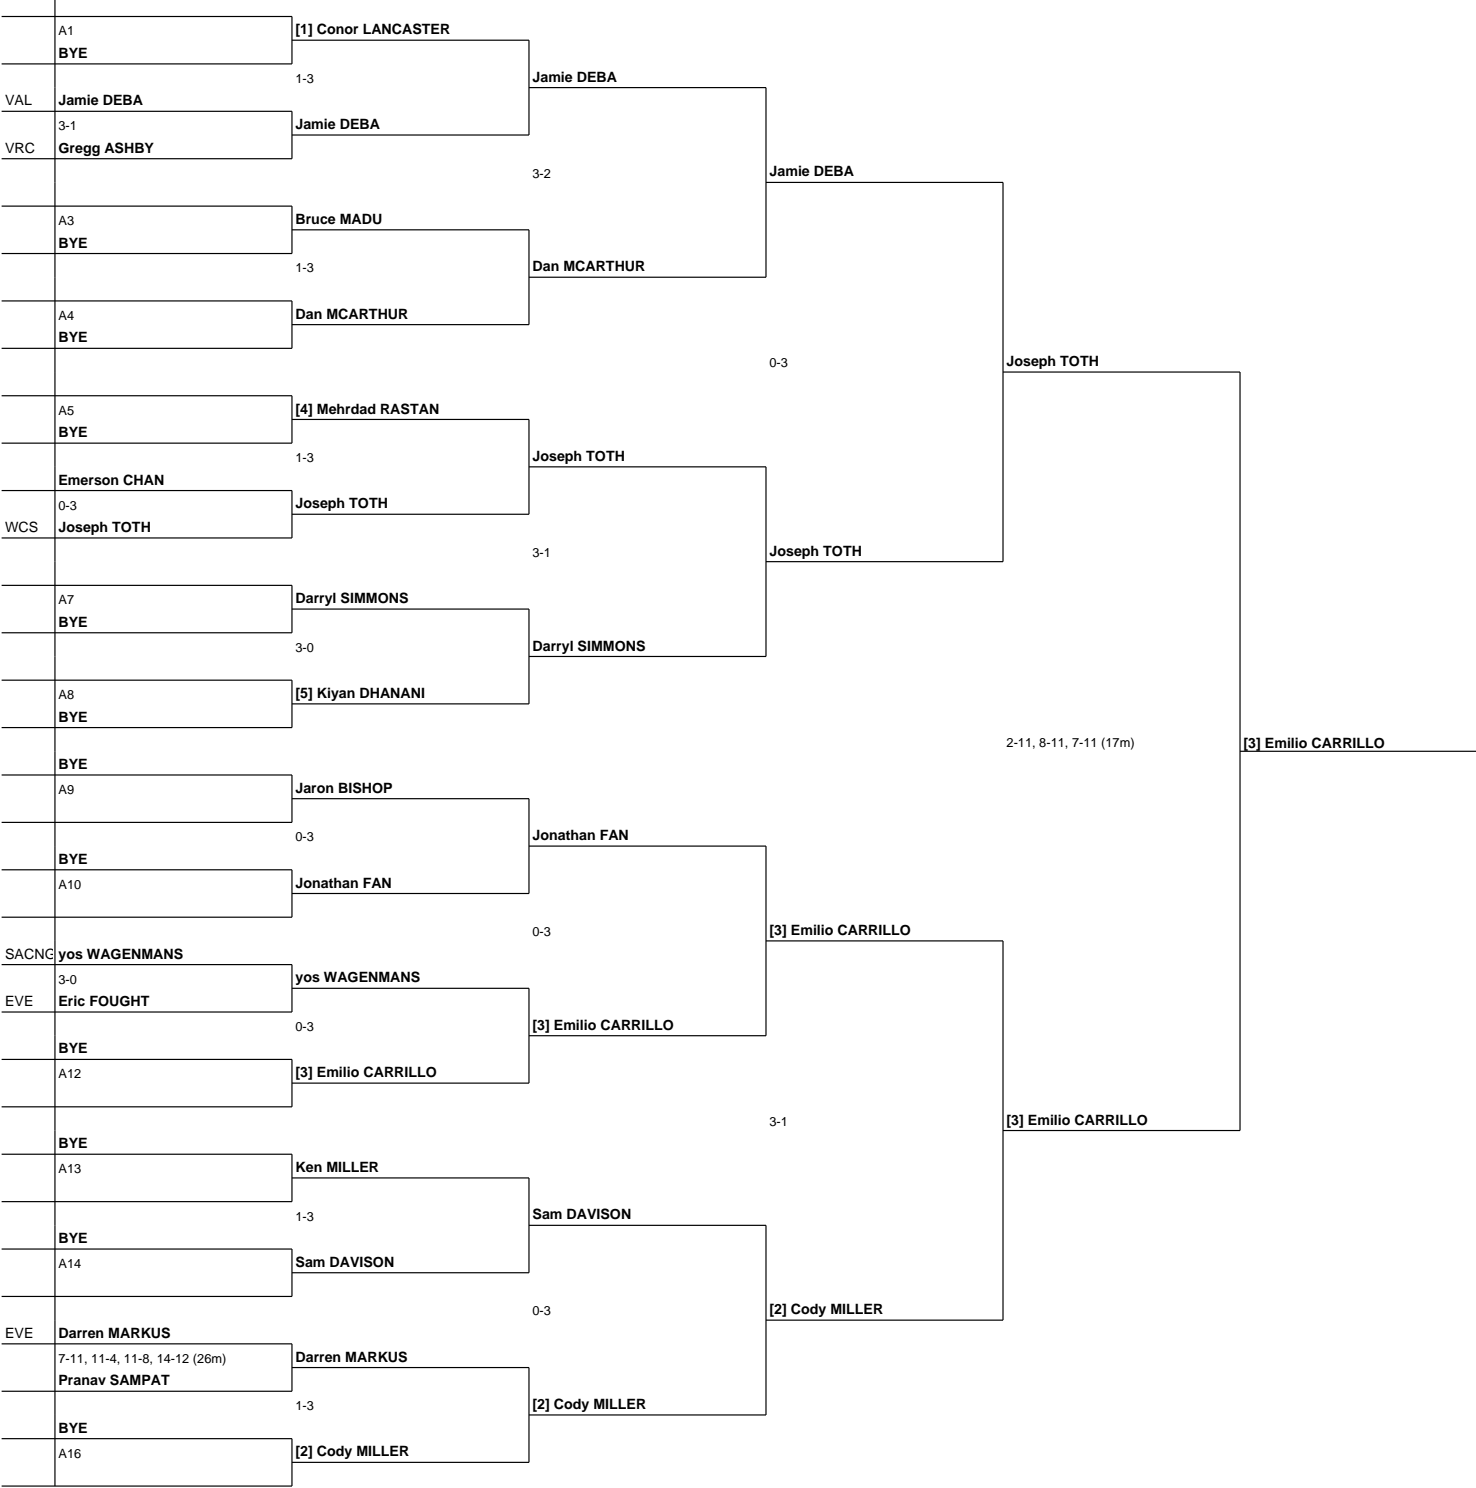 A1 [1] Conor LANCASTER
BYE
1-3 Jamie DEBA
VAL Jamie DEBA
3-1 Jamie DEBA
VRC Gregg ASHBY
3-2 Jamie DEBA
A3 Bruce MADU
BYE
1-3 Dan MCARTHUR
A4 Dan MCARTHUR
BYE
0-3 Joseph TOTH
A5 [4] Mehrdad RASTAN
BYE
1-3 Joseph TOTH
Emerson CHAN
0-3 Joseph TOTH
WCS Joseph TOTH
3-1 Joseph TOTH
A7 Darryl SIMMONS
BYE
3-0 Darryl SIMMONS
A8 [5] Kiyan DHANANI
BYE
2-11, 8-11, 7-11 (17m) [3] Emilio CARRILLO
BYE
A9 Jaron BISHOP
0-3 Jonathan FAN
BYE
A10 Jonathan FAN
0-3 [3] Emilio CARRILLO
SACNG yos WAGENMANS
3-0 yos WAGENMANS
EVE Eric FOUGHT
0-3 [3] Emilio CARRILLO
BYE
A12 [3] Emilio CARRILLO
3-1 [3] Emilio CARRILLO
BYE
A13 Ken MILLER
1-3 Sam DAVISON
BYE
A14 Sam DAVISON
0-3 [2] Cody MILLER
EVE Darren MARKUS
7-11, 11-4, 11-8, 14-12 (26m) Darren MARKUS
Pranav SAMPAT
1-3 [2] Cody MILLER
BYE
A16 [2] Cody MILLER